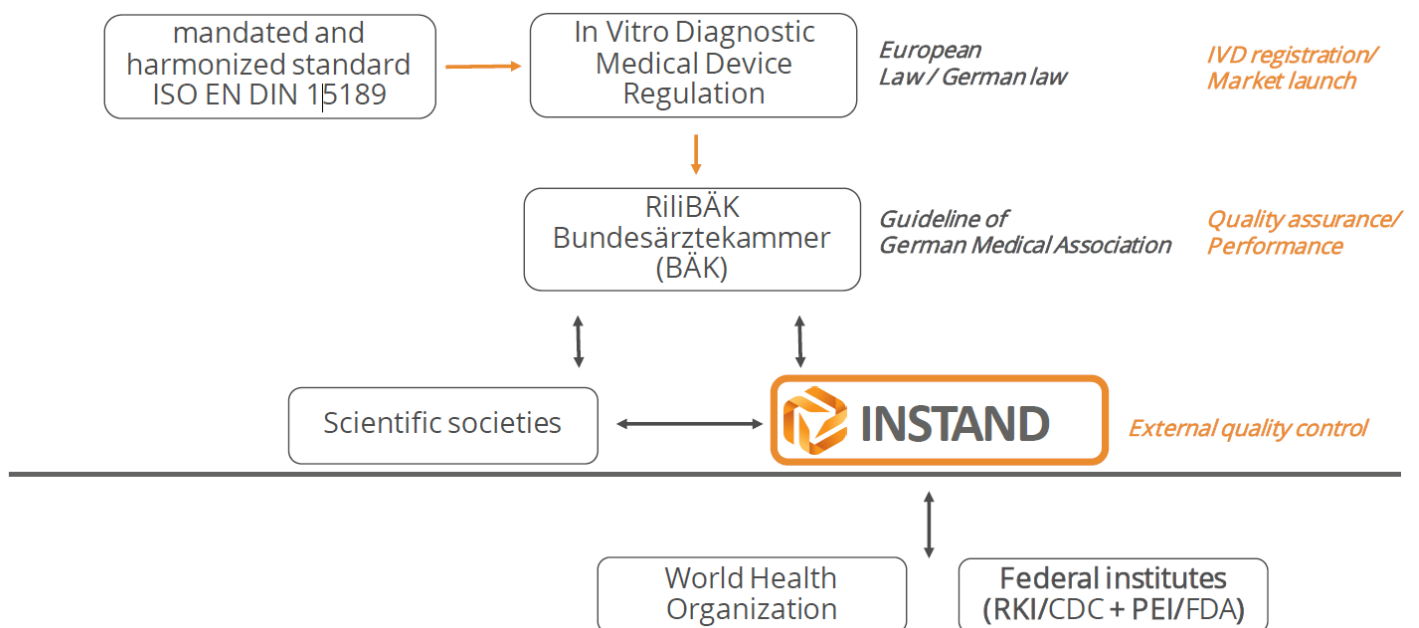 mandated and
harmonized standard
ISO EN DIN 15189
In Vitro Diagnostic
Medical Device
Regulation
European
Law / German law
IVD registration/
Market launch
RiliBÄK
Bundesärztekammer
(BÄK)
Guideline of
German Medical Association
Quality assurance/
Performance
Scientific societies
INSTAND
External quality control
World Health
Organization
Federal institutes
(RKI/CDC + PEI/FDA)